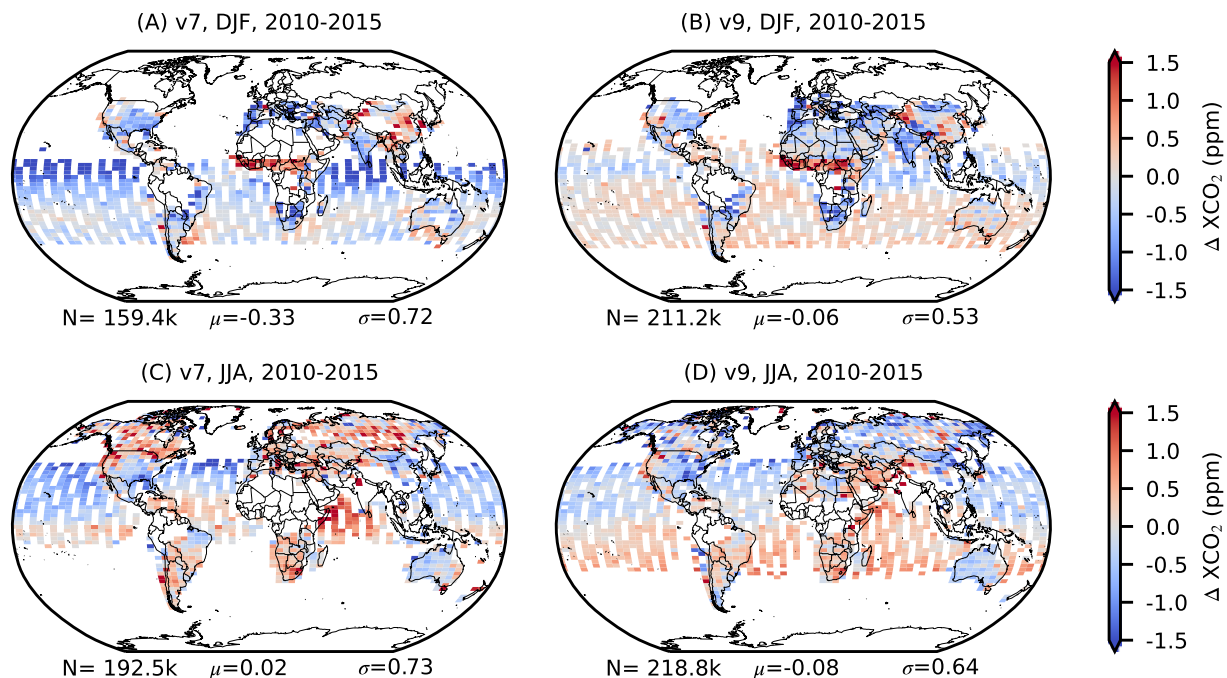 (A) v7, DJF, 2010-2015
(B) v9, DJF, 2010-2015
1.5
1.0
0.5
0.0
-0.5
-1.0
-1.5
Δ XCO₂ (ppm)
N= 159.4k μ=-0.33 σ=0.72
N= 211.2k μ=-0.06 σ=0.53
(C) v7, JJA, 2010-2015
(D) v9, JJA, 2010-2015
1.5
1.0
0.5
0.0
-0.5
-1.0
-1.5
Δ XCO₂ (ppm)
N= 192.5k μ=0.02 σ=0.73
N= 218.8k μ=-0.08 σ=0.64